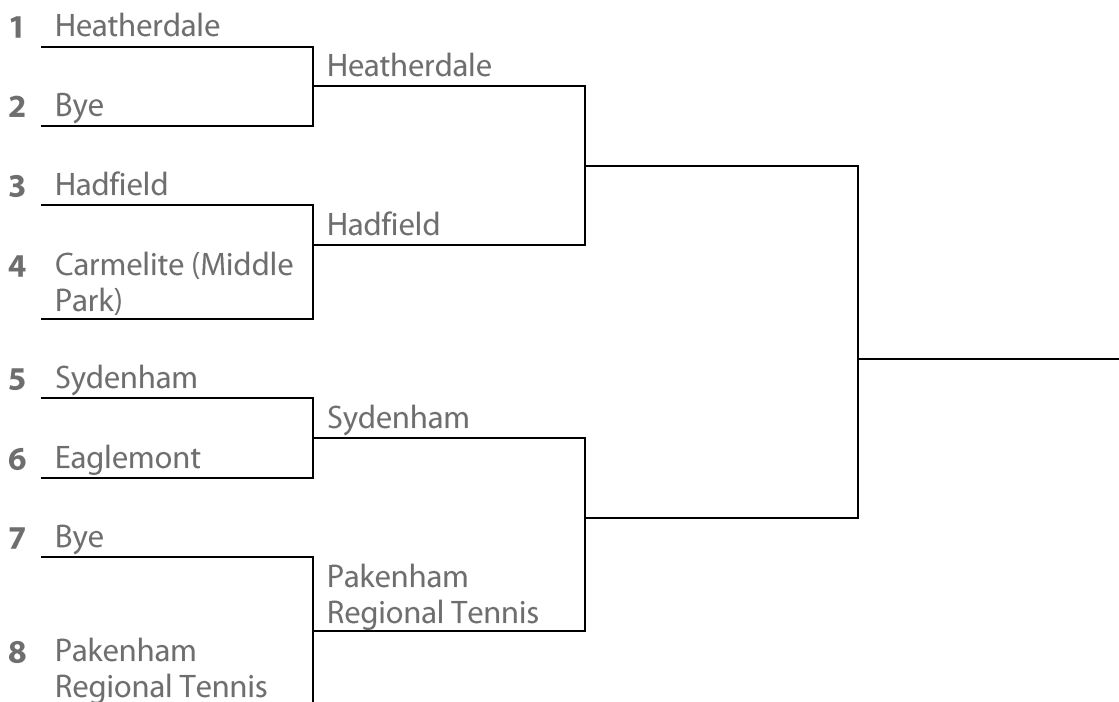 1 Heatherdale
Heatherdale
2 Bye
3 Hadfield
Hadfield
4 Carmelite (Middle
Park)
5 Sydenham
Sydenham
6 Eaglemont
7 Bye
Pakenham
Regional Tennis
8 Pakenham
Regional Tennis